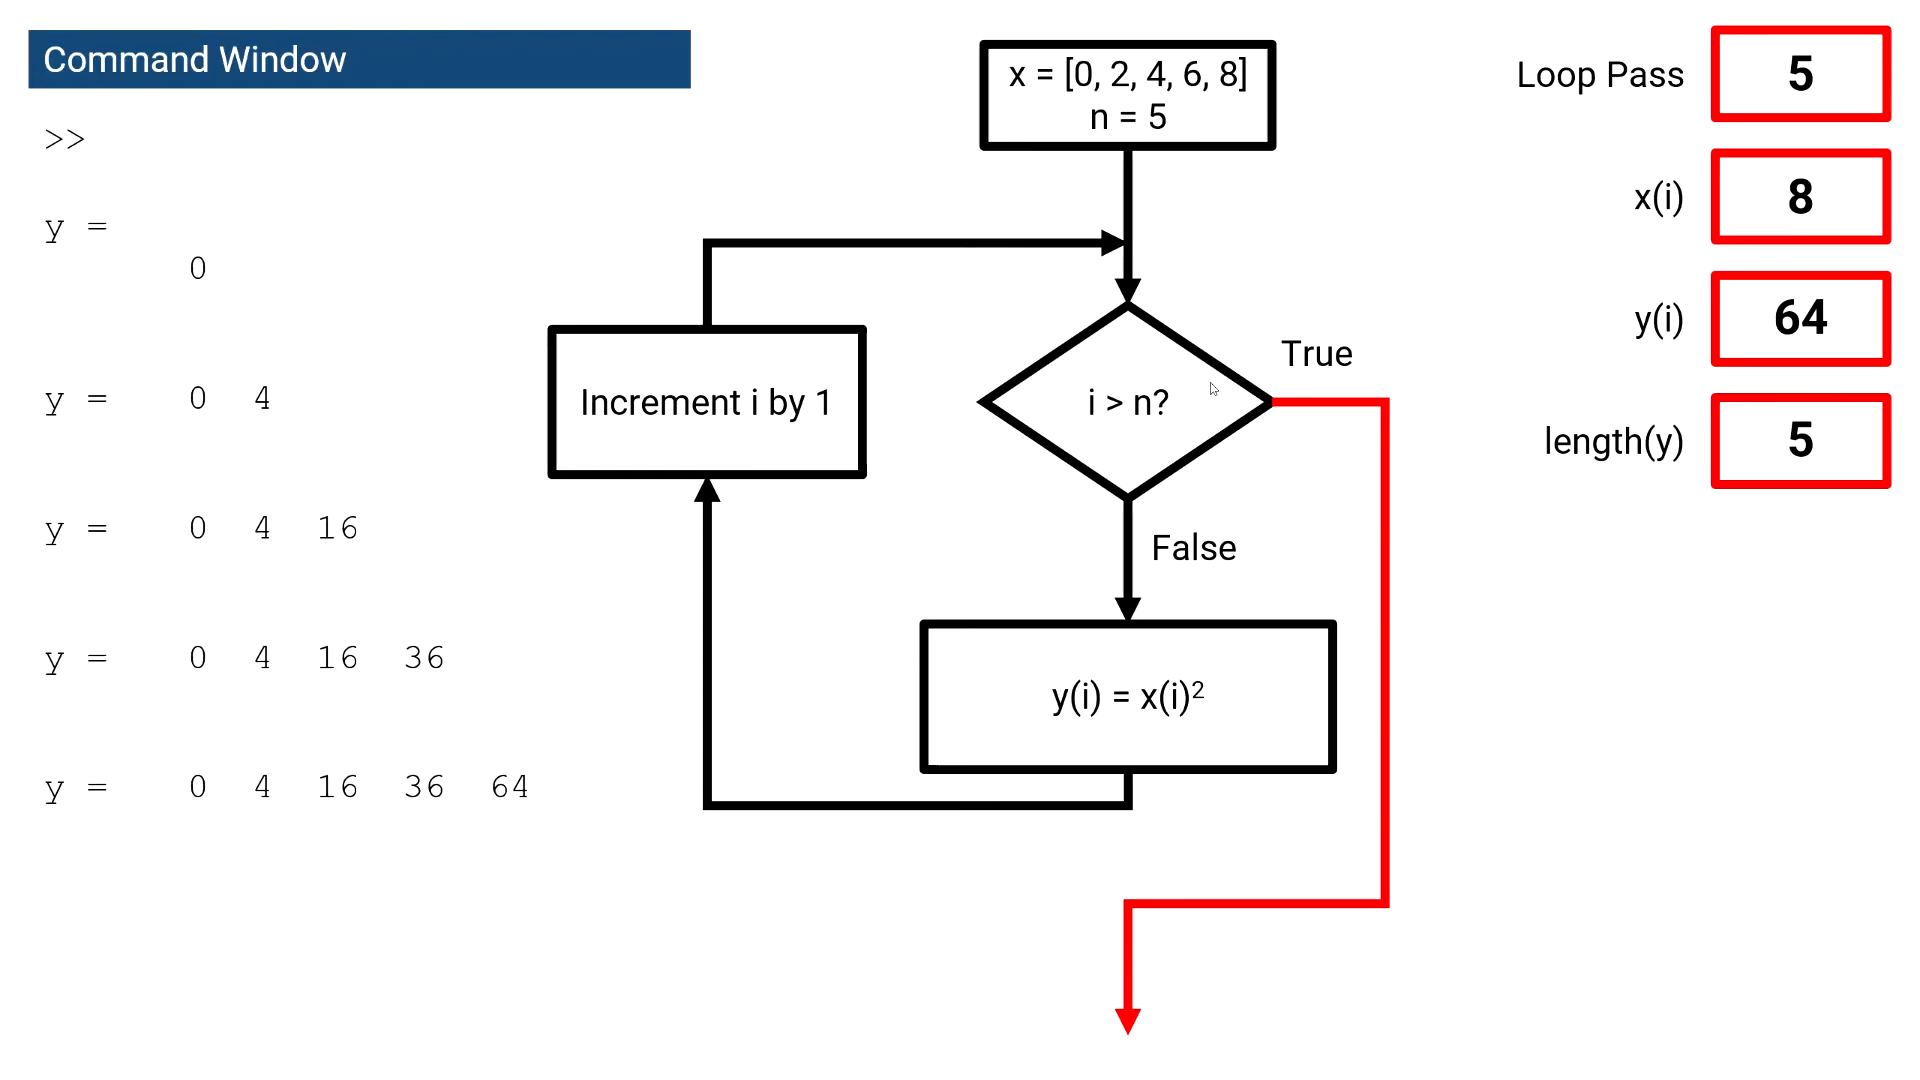 Command Window
>>
y =
0
y = 0 4
y = 0 4 16
y = 0 4 16 36
y = 0 4 16 36 64
x = [0, 2, 4, 6, 8]
n = 5
Increment i by 1
i > n?
True
False
y(i) = x(i)²
Loop Pass 5
x(i) 8
y(i) 64
length(y) 5